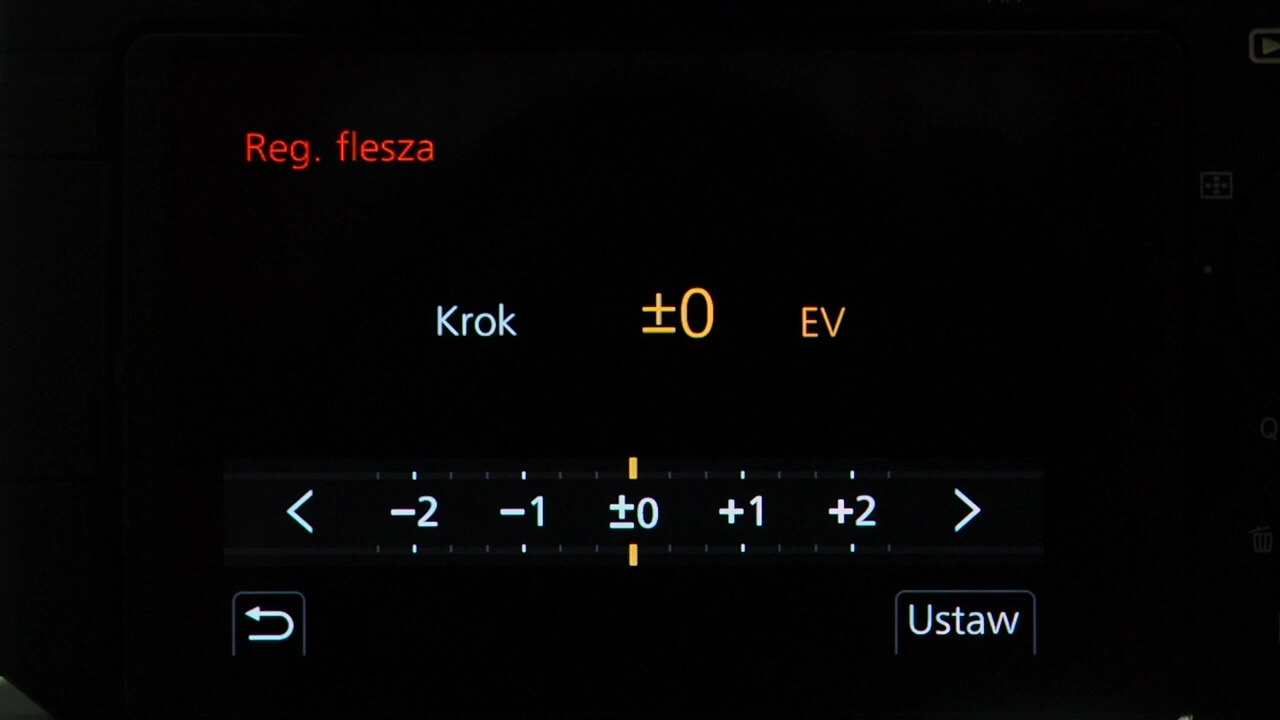 Reg. flesza
Krok ±0 EV
−2 −1 ±0 +1 +2
Ustaw